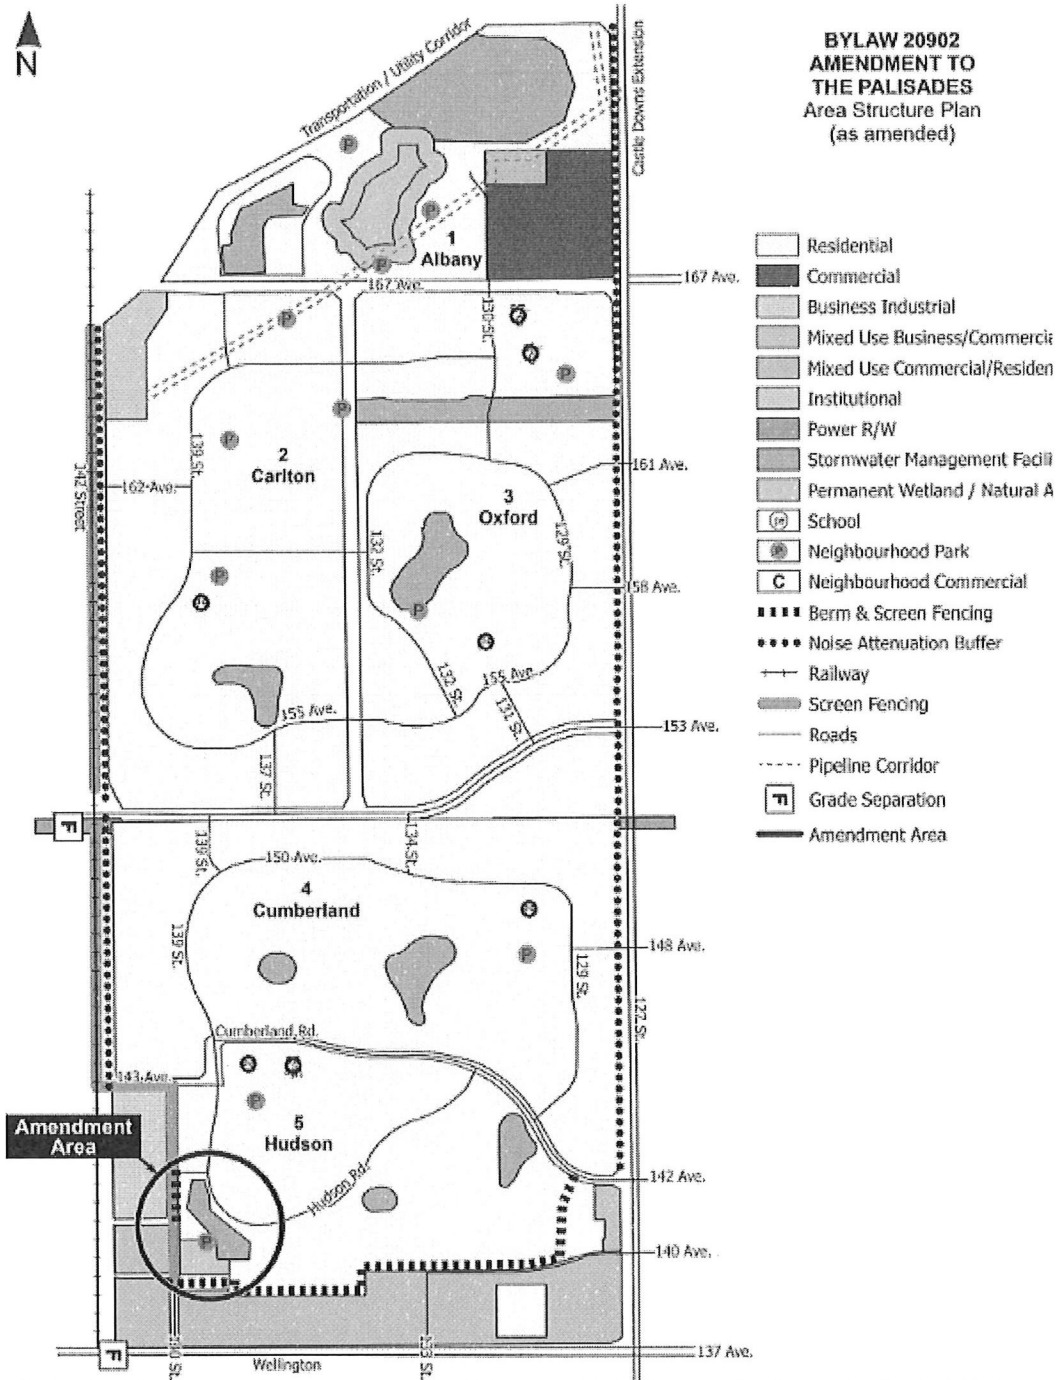 N
BYLAW 20902
AMENDMENT TO
THE PALISADES
Area Structure Plan
(as amended)
Transportation / Utility Corridor
Castle Downs Extension
1
Albany
167 Ave.
167 Ave.
130 St.
P
P
P
P
P
P
P
142 Street
139 St.
162 Ave.
2
Carlton
161 Ave.
3
Oxford
129 St.
132 St.
158 Ave.
P
P
132 St.
155 Ave.
131 St.
155 Ave.
153 Ave.
137 St.
F
139 St.
134 St.
150 Ave.
4
Cumberland
139 St.
148 Ave.
P
129 St.
127 St.
Cumberland Rd.
143 Ave.
P
5
Hudson
Amendment
Area
Hudson Rd.
142 Ave.
P
140 Ave.
F
Wellington
137 Ave.
Residential
Commercial
Business Industrial
Mixed Use Business/Commercia
Mixed Use Commercial/Residen
Institutional
Power R/W
Stormwater Management Facili
Permanent Wetland / Natural A
School
P Neighbourhood Park
C Neighbourhood Commercial
Berm & Screen Fencing
Noise Attenuation Buffer
Railway
Screen Fencing
Roads
Pipeline Corridor
F Grade Separation
Amendment Area